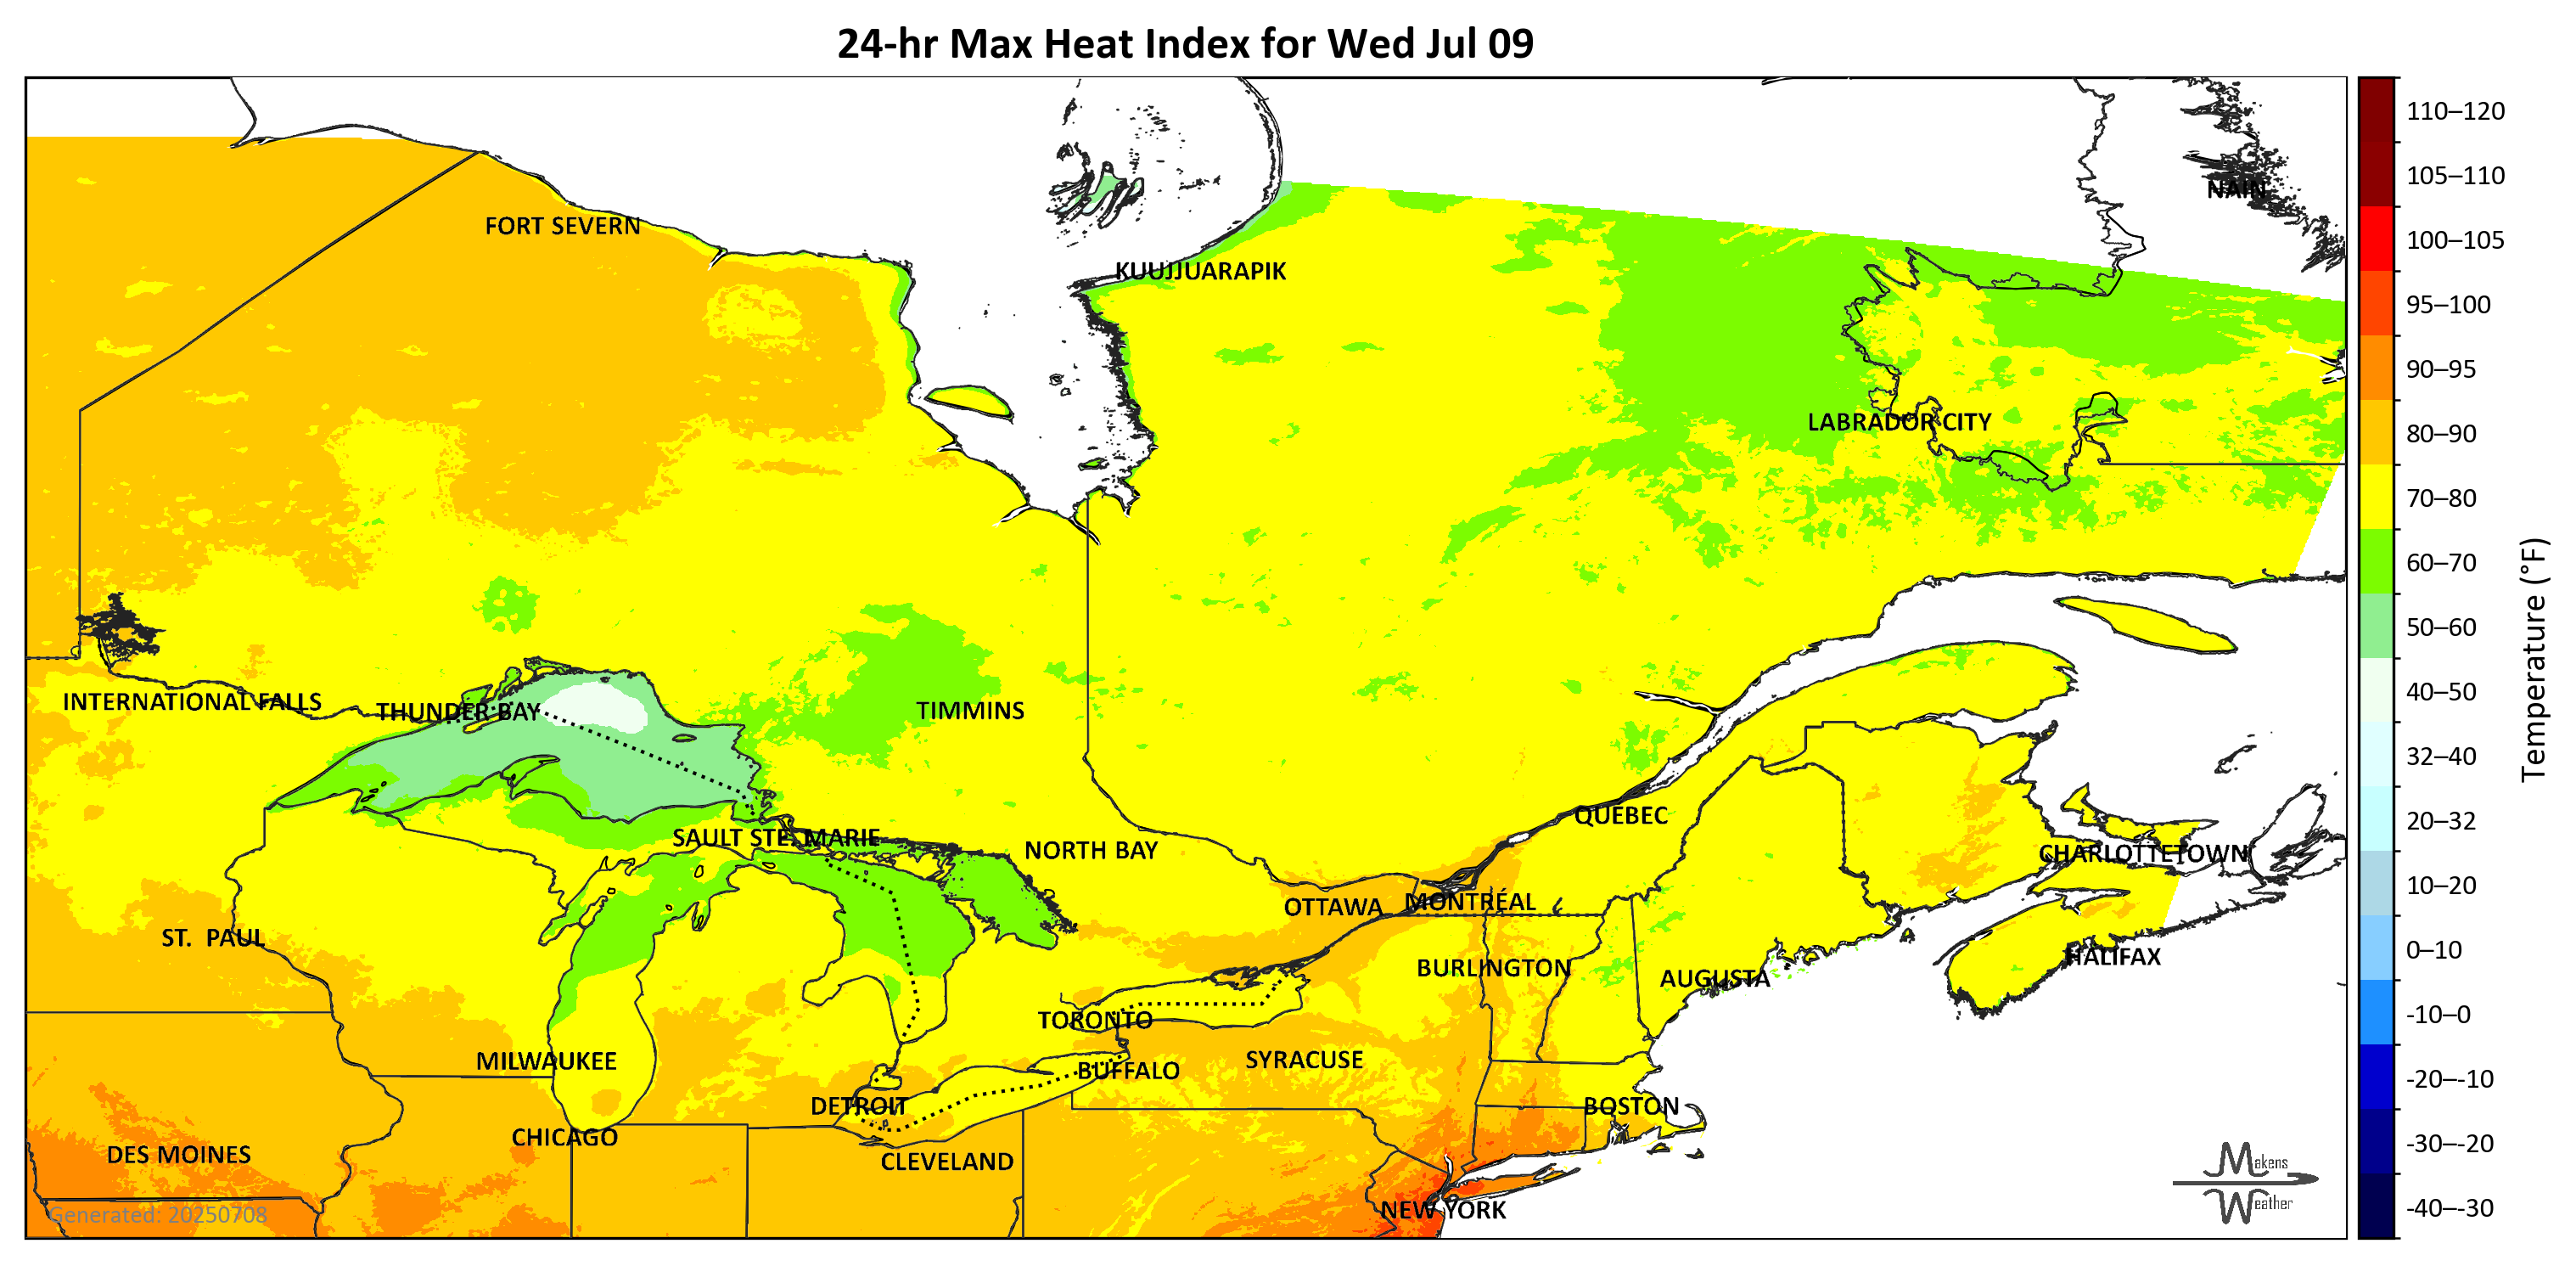 24-hr Max Heat Index for Wed Jul 09
NAIN
FORT SEVERN
KUUJJUARAPIK
LABRADOR CITY
INTERNATIONAL FALLS
THUNDER BAY
TIMMINS
QUEBEC
SAULT STE. MARIE
NORTH BAY
CHARLOTTETOWN
OTTAWA
MONTRÉAL
ST. PAUL
HALIFAX
BURLINGTON
AUGUSTA
TORONTO
MILWAUKEE
SYRACUSE
BUFFALO
DETROIT
BOSTON
CHICAGO
DES MOINES
CLEVELAND
NEW YORK
Generated: 20250708
Makens
Weather
110–120
105–110
100–105
95–100
90–95
80–90
70–80
60–70
50–60
40–50
32–40
20–32
10–20
0–10
-10–0
-20–-10
-30–-20
-40–-30
Temperature (°F)